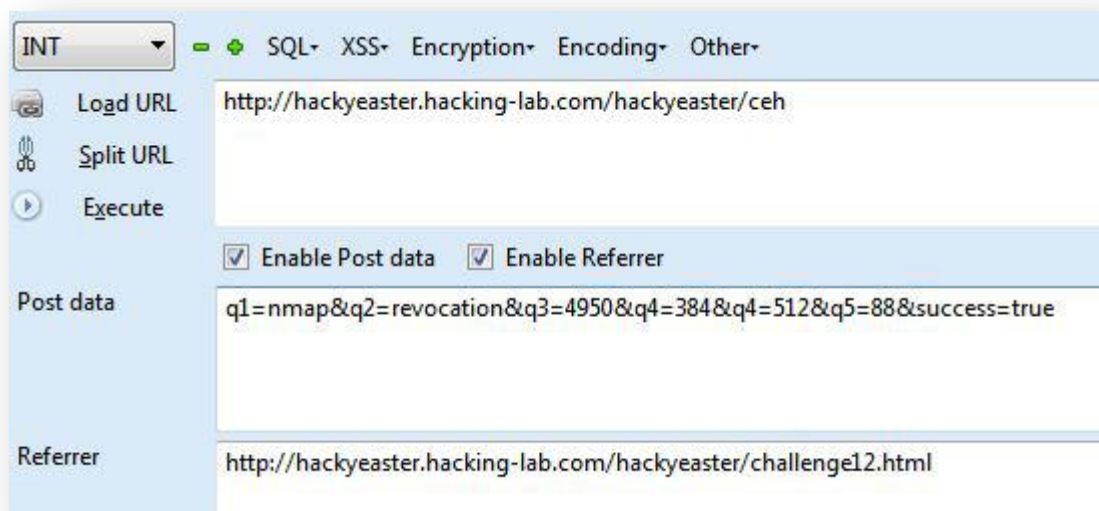 INT SQL XSS Encryption Encoding Other
Load URL http://hackyeaster.hacking-lab.com/hackyeaster/ceh
Split URL
Execute
Enable Post data Enable Referrer
Post data q1=nmap&q2=revocation&q3=4950&q4=384&q4=512&q5=88&success=true
Referrer http://hackyeaster.hacking-lab.com/hackyeaster/challenge12.html